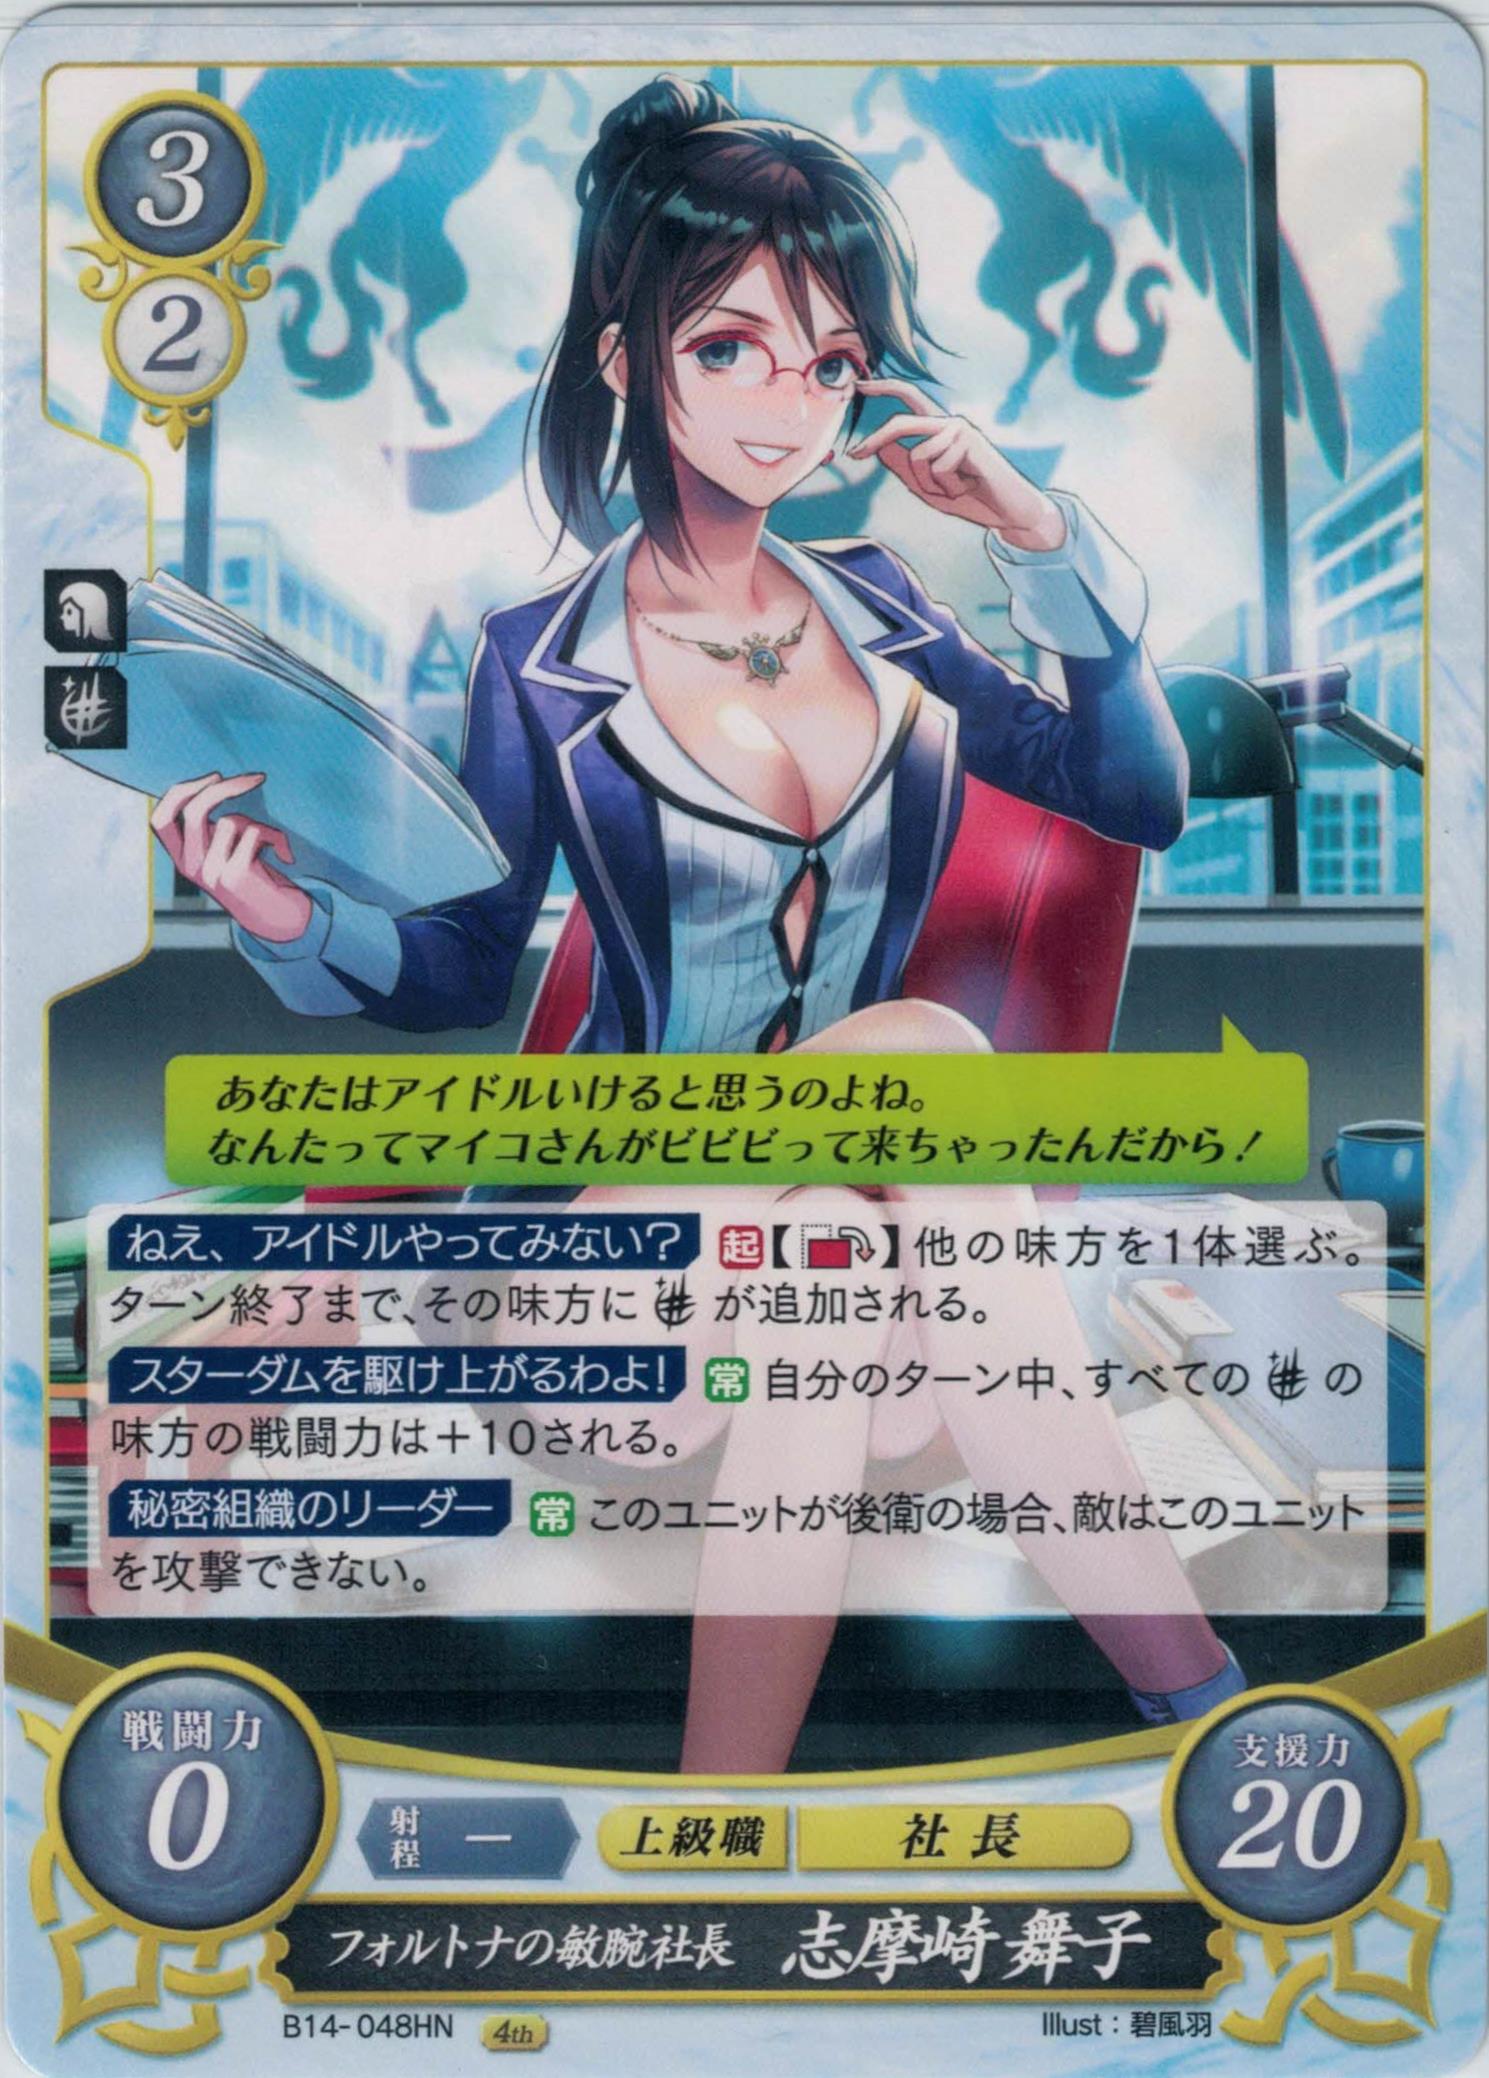 3
2
あなたはアイドルいけると思うのよね。
なんたってマイコさんがビビビって来ちゃったんだから！
ねえ、アイドルやってみない？ 起【】他の味方を1体選ぶ。
ターン終了まで、その味方に が追加される。
スターダムを駆け上がるわよ！ 常 自分のターン中、すべての の
味方の戦闘力は＋10される。
秘密組織のリーダー 常 このユニットが後衛の場合、敵はこのユニット
を攻撃できない。
戦闘力
0
射程 —
上級職 社長
支援力
20
フォルトナの敏腕社長 志摩崎 舞子
B14-048HN 4th Illust：碧風羽